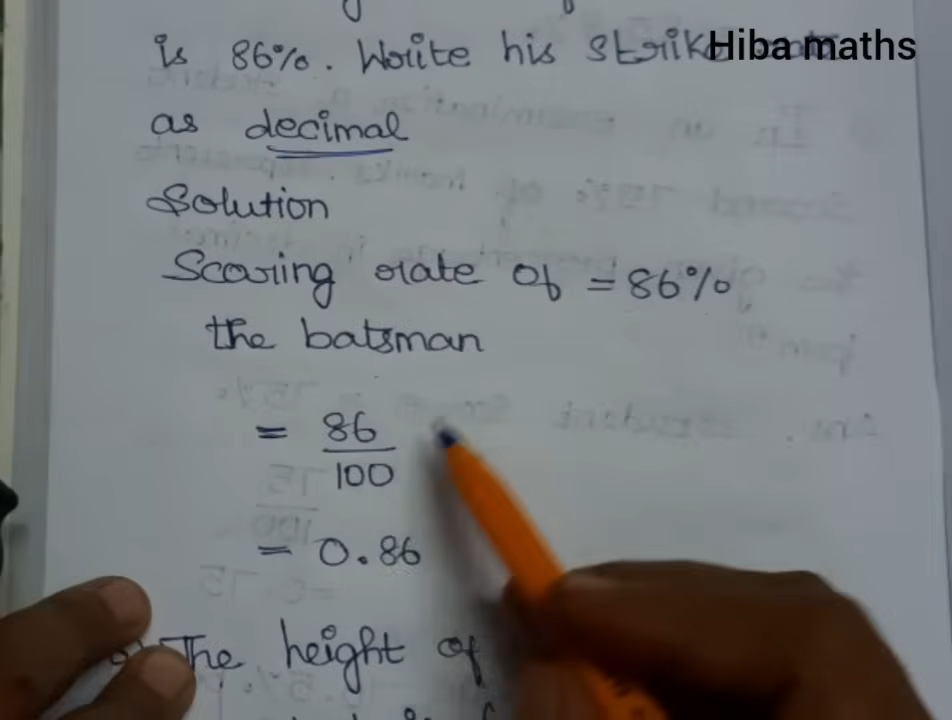 is 86%. Write his strike
Hiba maths
as decimal
Solution
Scoring rate of = 86%
the batsman
= 86
100
= 0.86
The height of